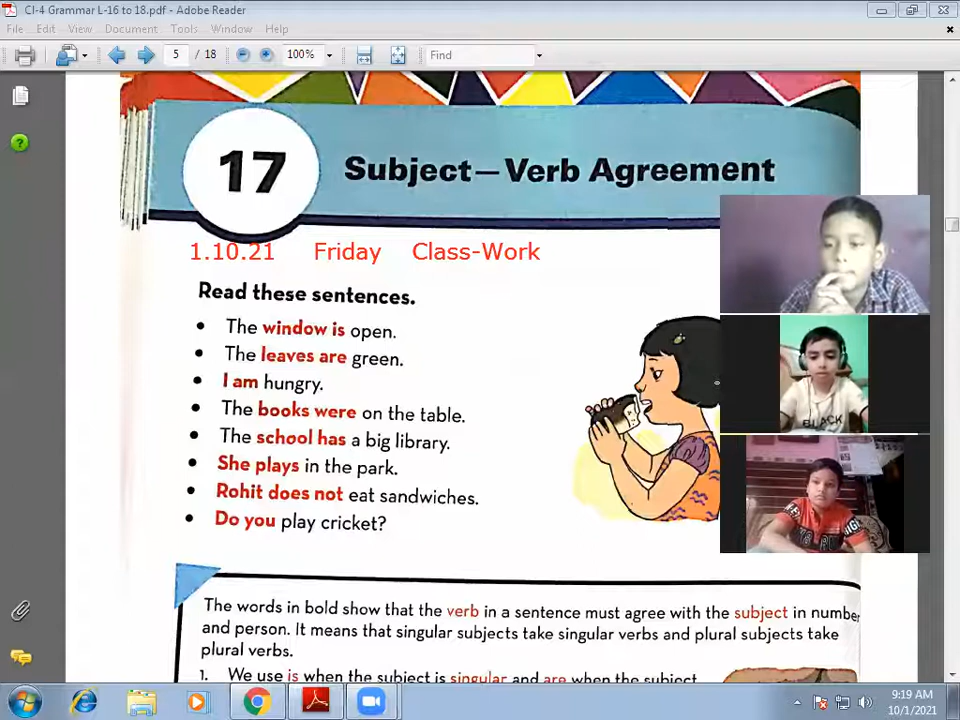 CI-4 Grammar L-16 to 18.pdf - Adobe Reader
File Edit View Document Tools Window Help
5 / 18 100% Find
17 Subject—Verb Agreement
1.10.21 Friday Class-Work
Read these sentences.
• The window is open.
• The leaves are green.
• I am hungry.
• The books were on the table.
• The school has a big library.
• She plays in the park.
• Rohit does not eat sandwiches.
• Do you play cricket?
The words in bold show that the verb in a sentence must agree with the subject in number
and person. It means that singular subjects take singular verbs and plural subjects take
plural verbs.
1. We use is when the subject is singular and are when the subject
BLACK
9:19 AM
10/1/2021